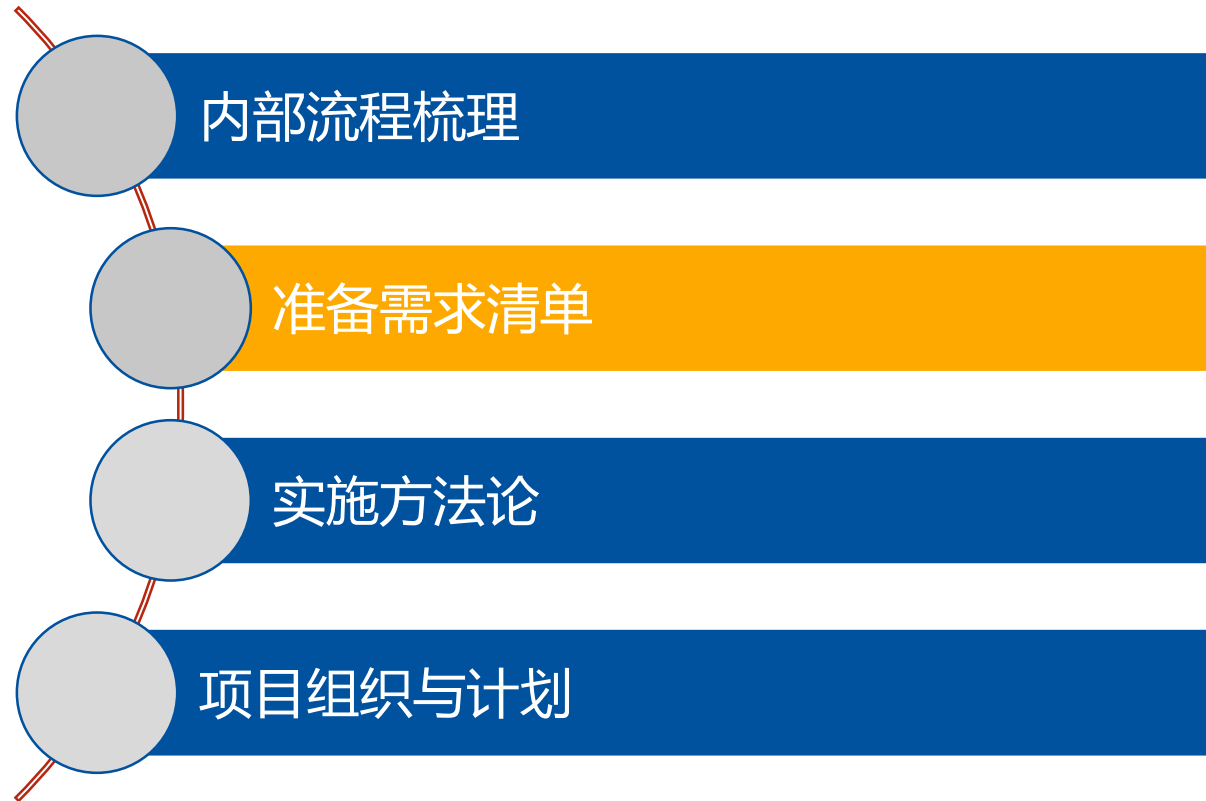 内部流程梳理
准备需求清单
实施方法论
项目组织与计划